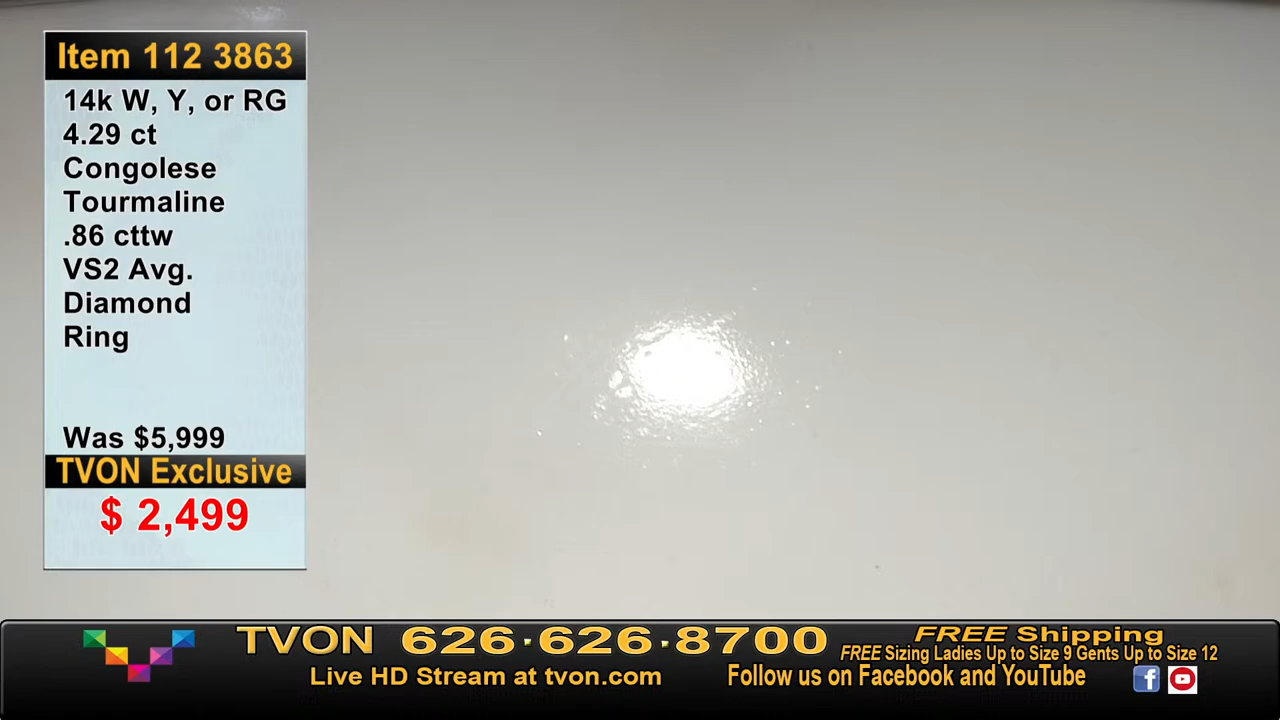 Item 112 3863
14k W, Y, or RG
4.29 ct
Congolese
Tourmaline
.86 cttw
VS2 Avg.
Diamond
Ring
Was $5,999
TVON Exclusive
$ 2,499
TVON 626·626·8700
Live HD Stream at tvon.com
FREE Shipping
FREE Sizing Ladies Up to Size 9 Gents Up to Size 12
Follow us on Facebook and YouTube